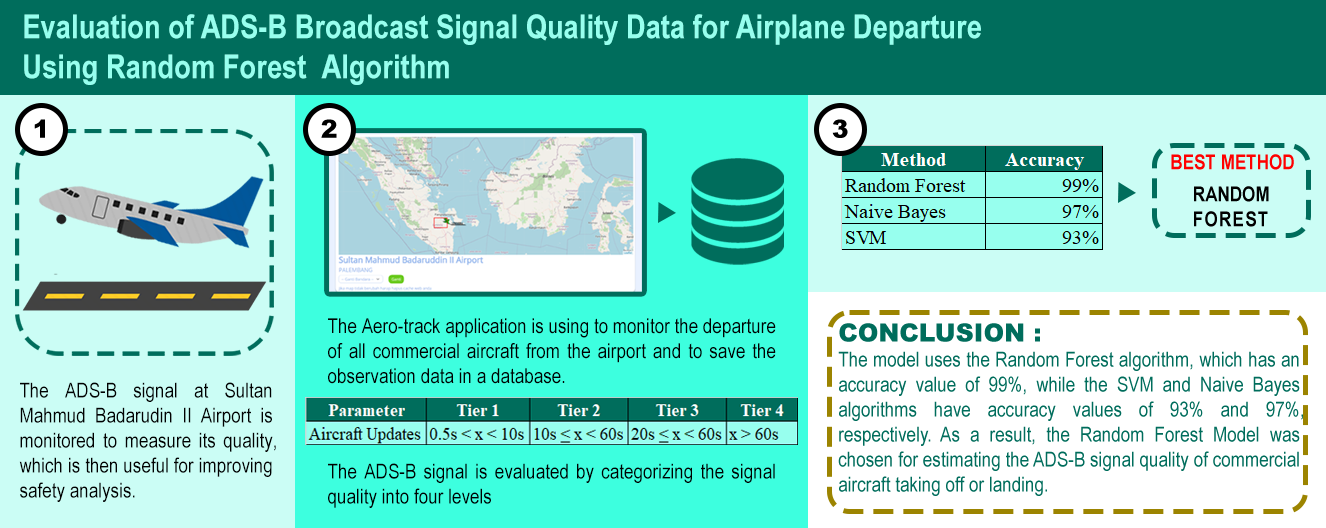 Evaluation of ADS-B Broadcast Signal Quality Data for Airplane Departure
Using Random Forest Algorithm
1
The ADS-B signal at Sultan
Mahmud Badarudin II Airport is
monitored to measure its quality,
which is then useful for improving
safety analysis.
2
Sultan Mahmud Badaruddin II Airport
PALEMBANG
The Aero-track application is using to monitor the departure
of all commercial aircraft from the airport and to save the
observation data in a database.
Parameter Tier 1 Tier 2 Tier 3 Tier 4
Aircraft Updates 0.5s < x < 10s 10s ≤ x < 60s 20s ≤ x < 60s x > 60s
The ADS-B signal is evaluated by categorizing the signal
quality into four levels
3
Method Accuracy
Random Forest 99%
Naive Bayes 97%
SVM 93%
BEST METHOD
RANDOM
FOREST
CONCLUSION :
The model uses the Random Forest algorithm, which has an
accuracy value of 99%, while the SVM and Naive Bayes
algorithms have accuracy values of 93% and 97%,
respectively. As a result, the Random Forest Model was
chosen for estimating the ADS-B signal quality of commercial
aircraft taking off or landing.